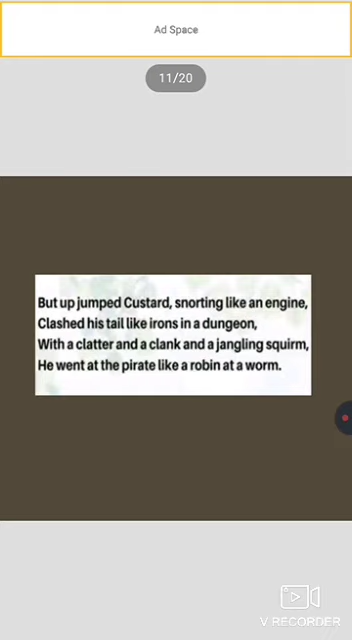 Ad Space
11/20
But up jumped Custard, snorting like an engine,
Clashed his tail like irons in a dungeon,
With a clatter and a clank and a jangling squirm,
He went at the pirate like a robin at a worm.
V RECORDER